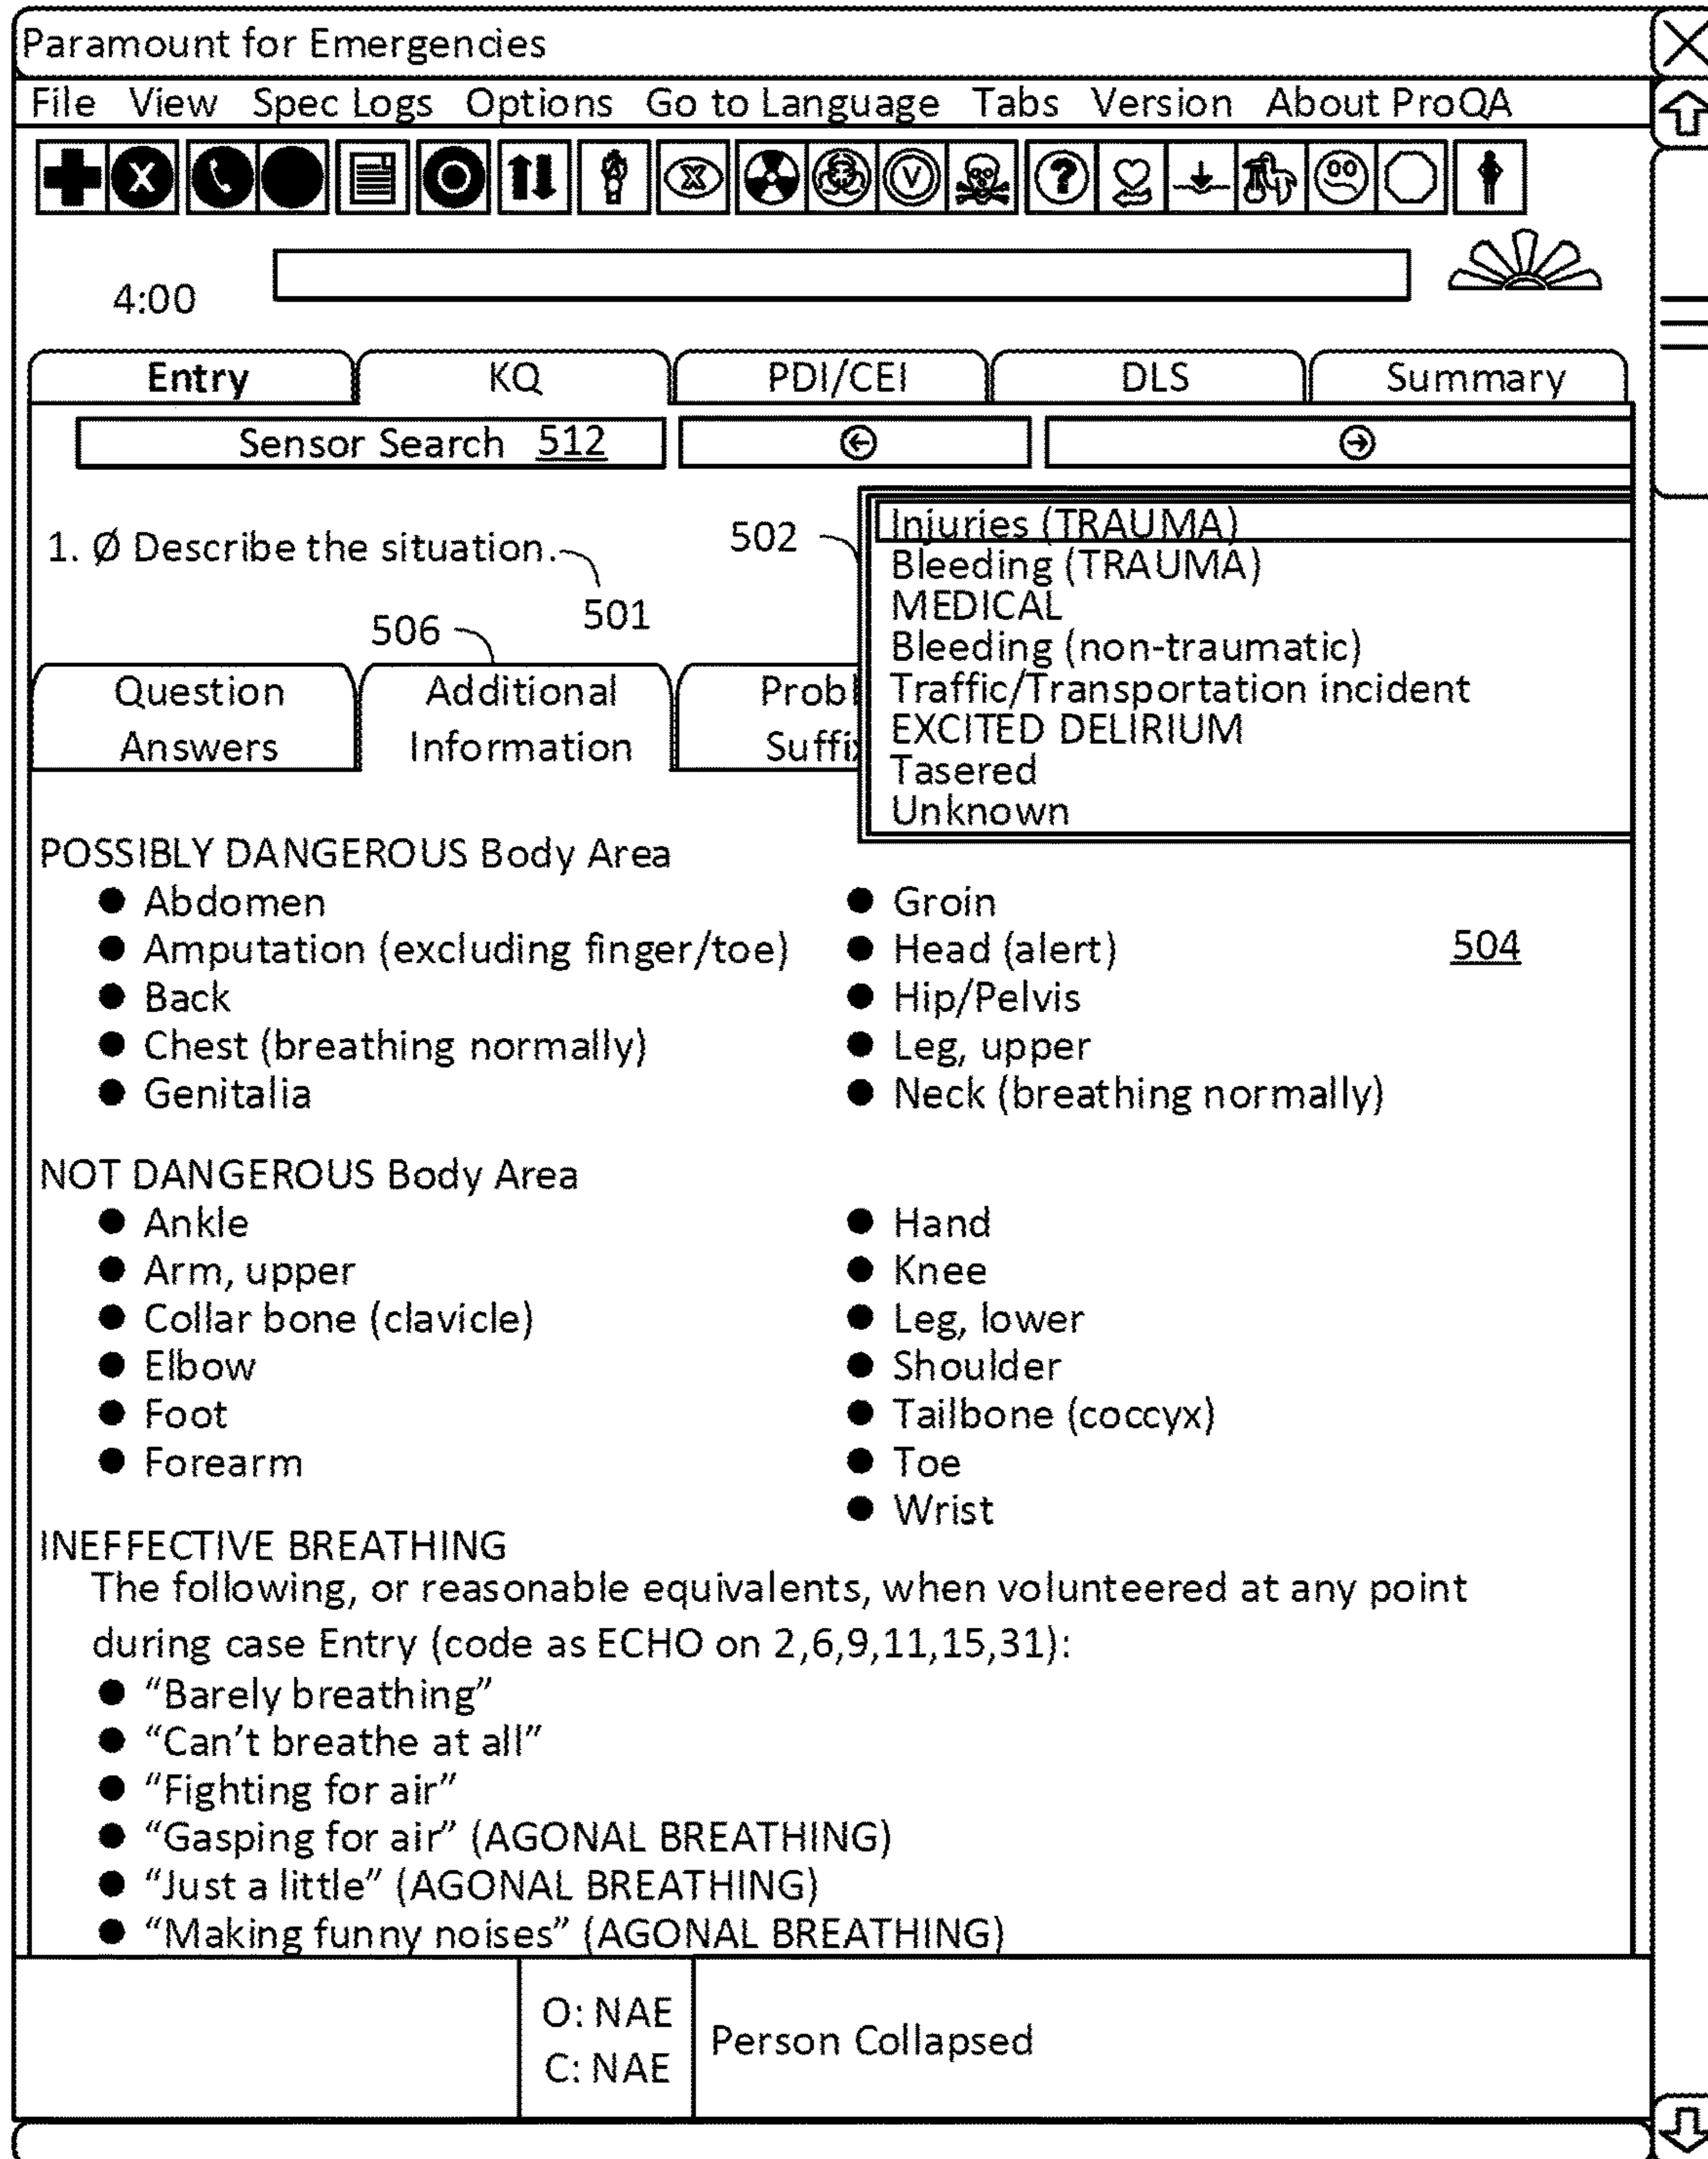 Paramount for Emergencies
File View Spec Logs Options Go to Language Tabs Version About ProQA
X X V ?
4:00
Entry KQ PDI/CEI DLS Summary
Sensor Search 512
1. Ø Describe the situation.
501
502
Injuries (TRAUMA)
Bleeding (TRAUMA)
MEDICAL
Bleeding (non-traumatic)
Traffic/Transportation incident
EXCITED DELIRIUM
Tasered
Unknown
506
Question Answers
Additional Information
Probl
Suffix
POSSIBLY DANGEROUS Body Area
● Abdomen
● Amputation (excluding finger/toe)
● Back
● Chest (breathing normally)
● Genitalia
● Groin
● Head (alert)
● Hip/Pelvis
● Leg, upper
● Neck (breathing normally)
504
NOT DANGEROUS Body Area
● Ankle
● Arm, upper
● Collar bone (clavicle)
● Elbow
● Foot
● Forearm
● Hand
● Knee
● Leg, lower
● Shoulder
● Tailbone (coccyx)
● Toe
● Wrist
INEFFECTIVE BREATHING
The following, or reasonable equivalents, when volunteered at any point
during case Entry (code as ECHO on 2,6,9,11,15,31):
● “Barely breathing”
● “Can’t breathe at all”
● “Fighting for air”
● “Gasping for air” (AGONAL BREATHING)
● “Just a little” (AGONAL BREATHING)
● “Making funny noises” (AGONAL BREATHING)
O: NAE
C: NAE
Person Collapsed